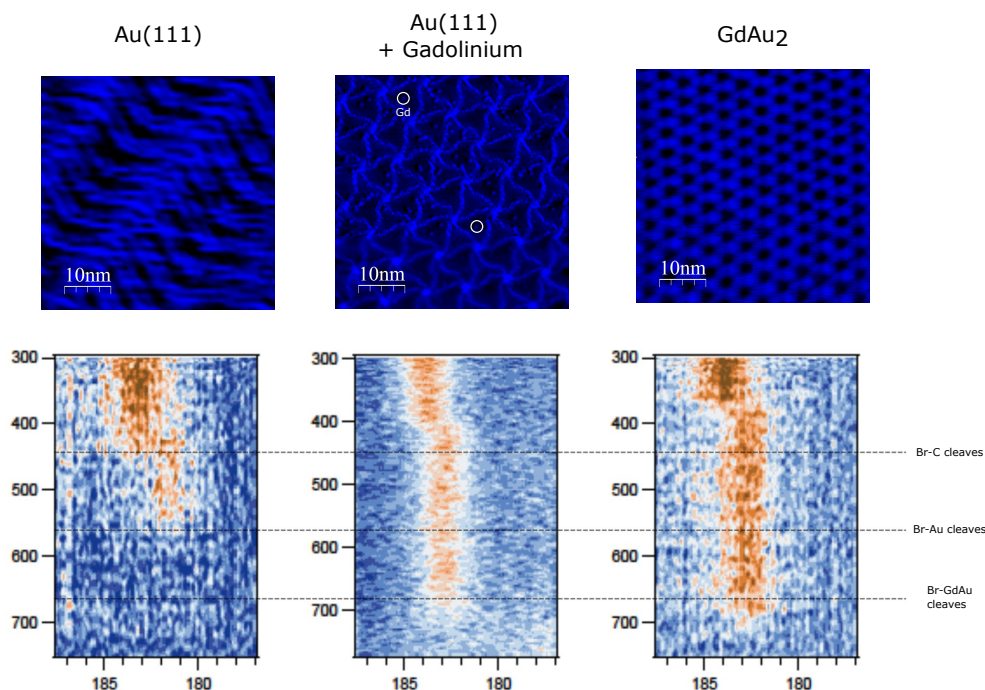 Au(111)
Au(111)
+ Gadolinium
GdAu2
Gd
10nm
10nm
10nm
300
400
500
600
700
185
180
300
400
500
600
700
185
180
300
400
500
600
700
185
180
Br-C cleaves
Br-Au cleaves
Br-GdAu
cleaves